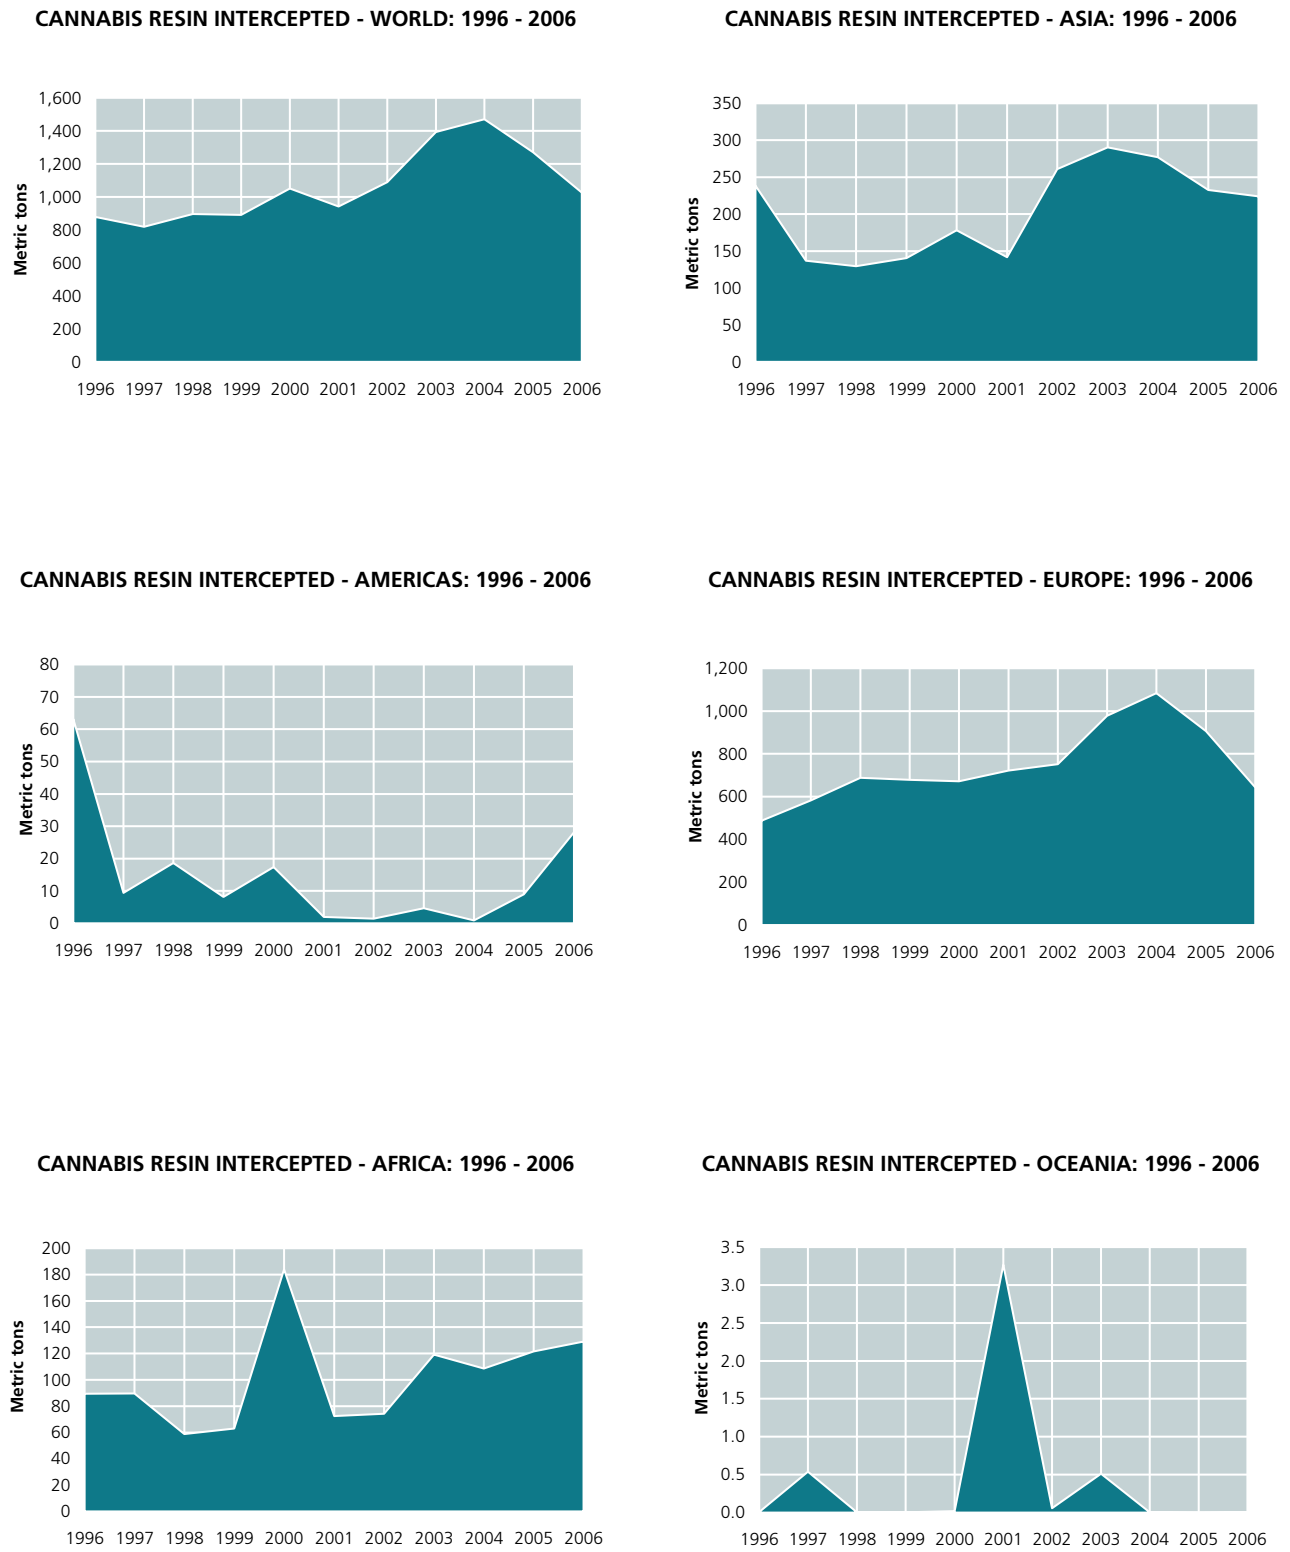 CANNABIS RESIN INTERCEPTED - WORLD: 1996 - 2006
Metric tons
1,600
1,400
1,200
1,000
800
600
400
200
0
1996 1997 1998 1999 2000 2001 2002 2003 2004 2005 2006
CANNABIS RESIN INTERCEPTED - ASIA: 1996 - 2006
Metric tons
350
300
250
200
150
100
50
0
1996 1997 1998 1999 2000 2001 2002 2003 2004 2005 2006
CANNABIS RESIN INTERCEPTED - AMERICAS: 1996 - 2006
Metric tons
80
70
60
50
40
30
20
10
0
1996 1997 1998 1999 2000 2001 2002 2003 2004 2005 2006
CANNABIS RESIN INTERCEPTED - EUROPE: 1996 - 2006
Metric tons
1,200
1,000
800
600
400
200
0
1996 1997 1998 1999 2000 2001 2002 2003 2004 2005 2006
CANNABIS RESIN INTERCEPTED - AFRICA: 1996 - 2006
Metric tons
200
180
160
140
120
100
80
60
40
20
0
1996 1997 1998 1999 2000 2001 2002 2003 2004 2005 2006
CANNABIS RESIN INTERCEPTED - OCEANIA: 1996 - 2006
Metric tons
3.5
3.0
2.5
2.0
1.5
1.0
0.5
0.0
1996 1997 1998 1999 2000 2001 2002 2003 2004 2005 2006